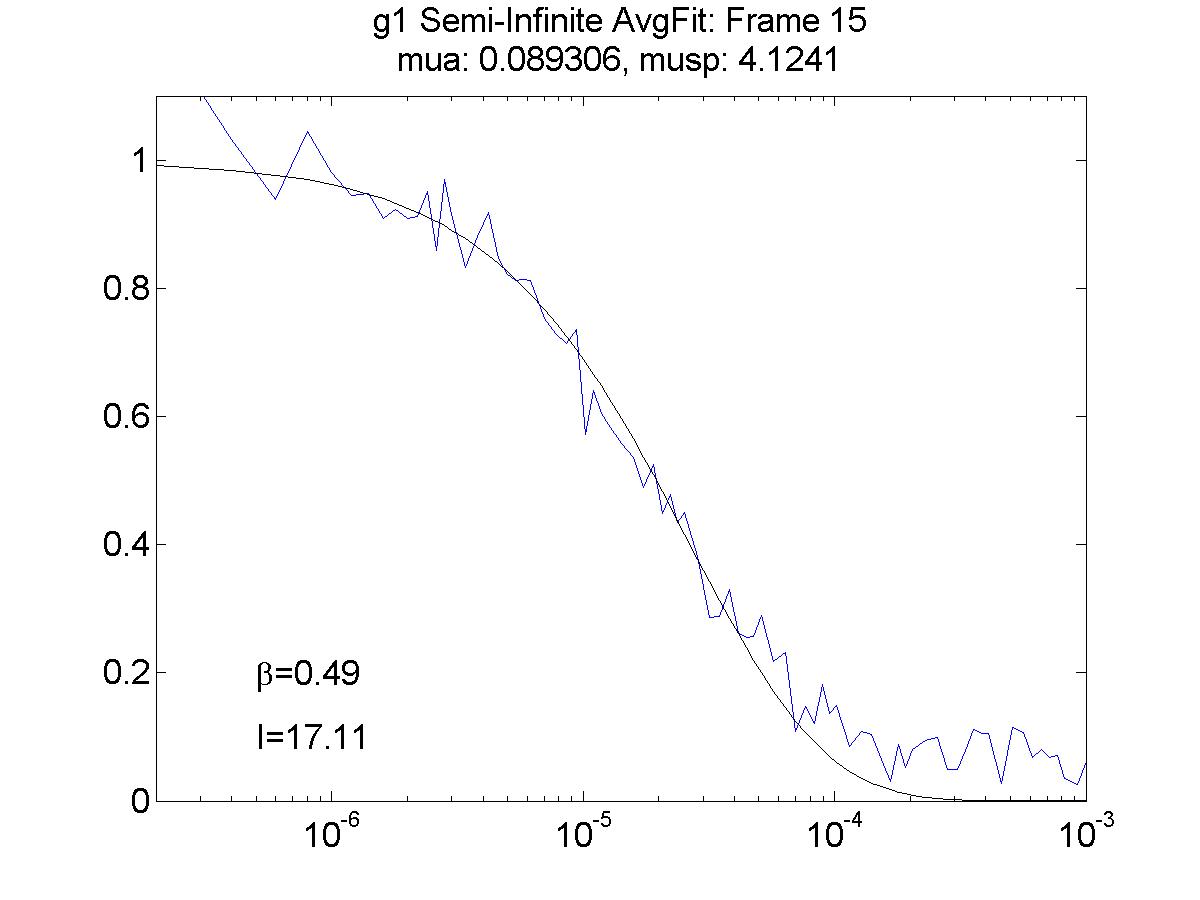 g1 Semi-Infinite AvgFit: Frame 15
mua: 0.089306, musp: 4.1241
1
0.8
0.6
0.4
0.2
0
β=0.49
I=17.11
10^-6
10^-5
10^-4
10^-3